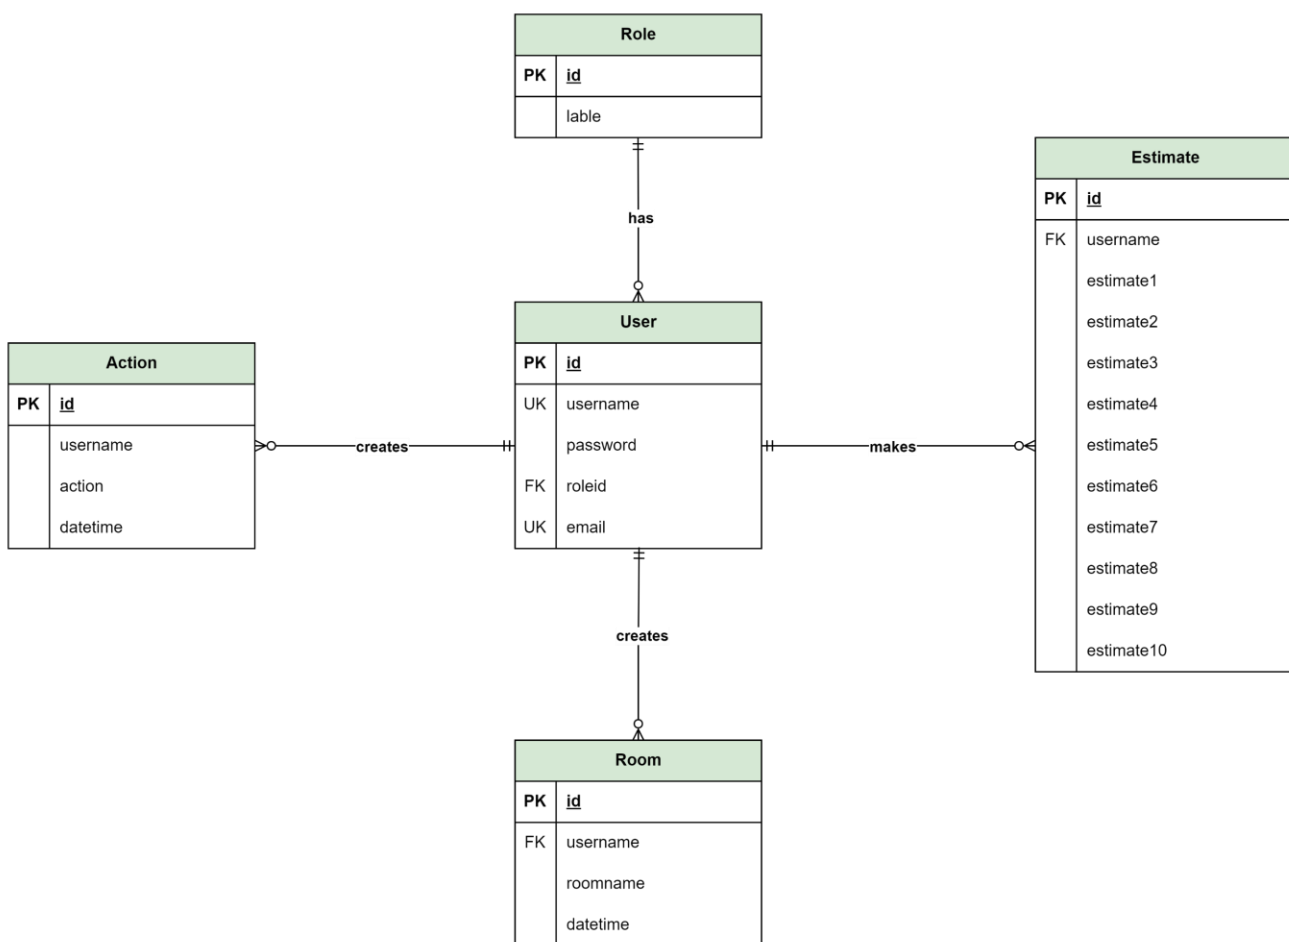 Role
PK id
lable
has
Estimate
PK id
FK username
estimate1
estimate2
estimate3
estimate4
estimate5
estimate6
estimate7
estimate8
estimate9
estimate10
User
PK id
UK username
password
FK roleid
UK email
makes
Action
PK id
username
action
datetime
creates
creates
Room
PK id
FK username
roomname
datetime